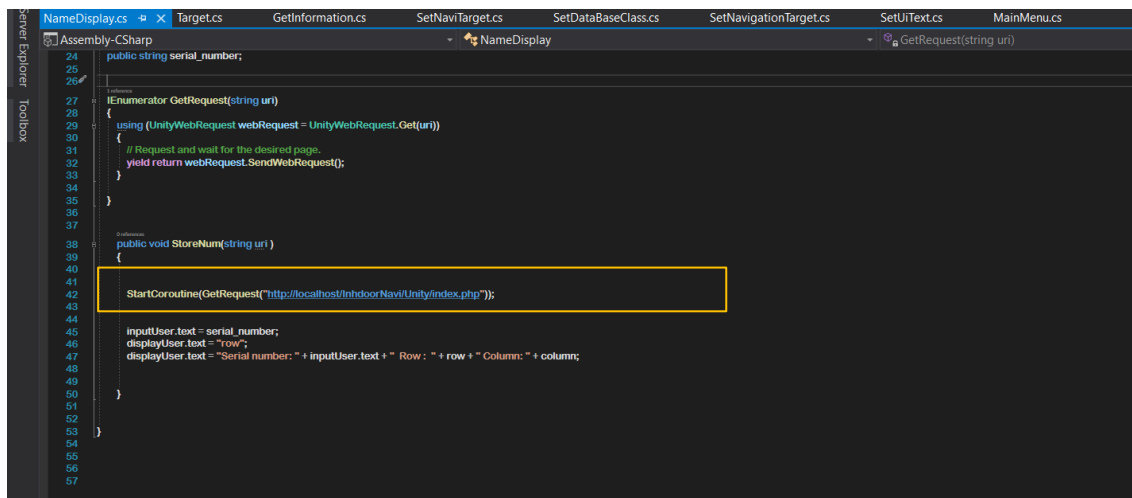 NameDisplay.cs Target.cs GetInformation.cs SetNaviTarget.cs SetDataBaseClass.cs SetNavigationTarget.cs SetUiText.cs MainMenu.cs
Server Explorer
Toolbox
Assembly-CSharp NameDisplay GetRequest(string uri)
24 public string serial_number;
25
26
1 reference
27 IEnumerator GetRequest(string uri)
28 {
29 using (UnityWebRequest webRequest = UnityWebRequest.Get(uri))
30 {
31 // Request and wait for the desired page.
32 yield return webRequest.SendWebRequest();
33 }
34
35 }
36
37
0 references
38 public void StoreNum(string uri )
39 {
40
41
42 StartCoroutine(GetRequest("http://localhost/InhdoorNavi/Unity/index.php"));
43
44
45 inputUser.text = serial_number;
46 displayUser.text = "row";
47 displayUser.text = "Serial number: " + inputUser.text + "  Row :  " + row + " Column: " + column;
48
49
50 }
51
52
53 }
54
55
56
57